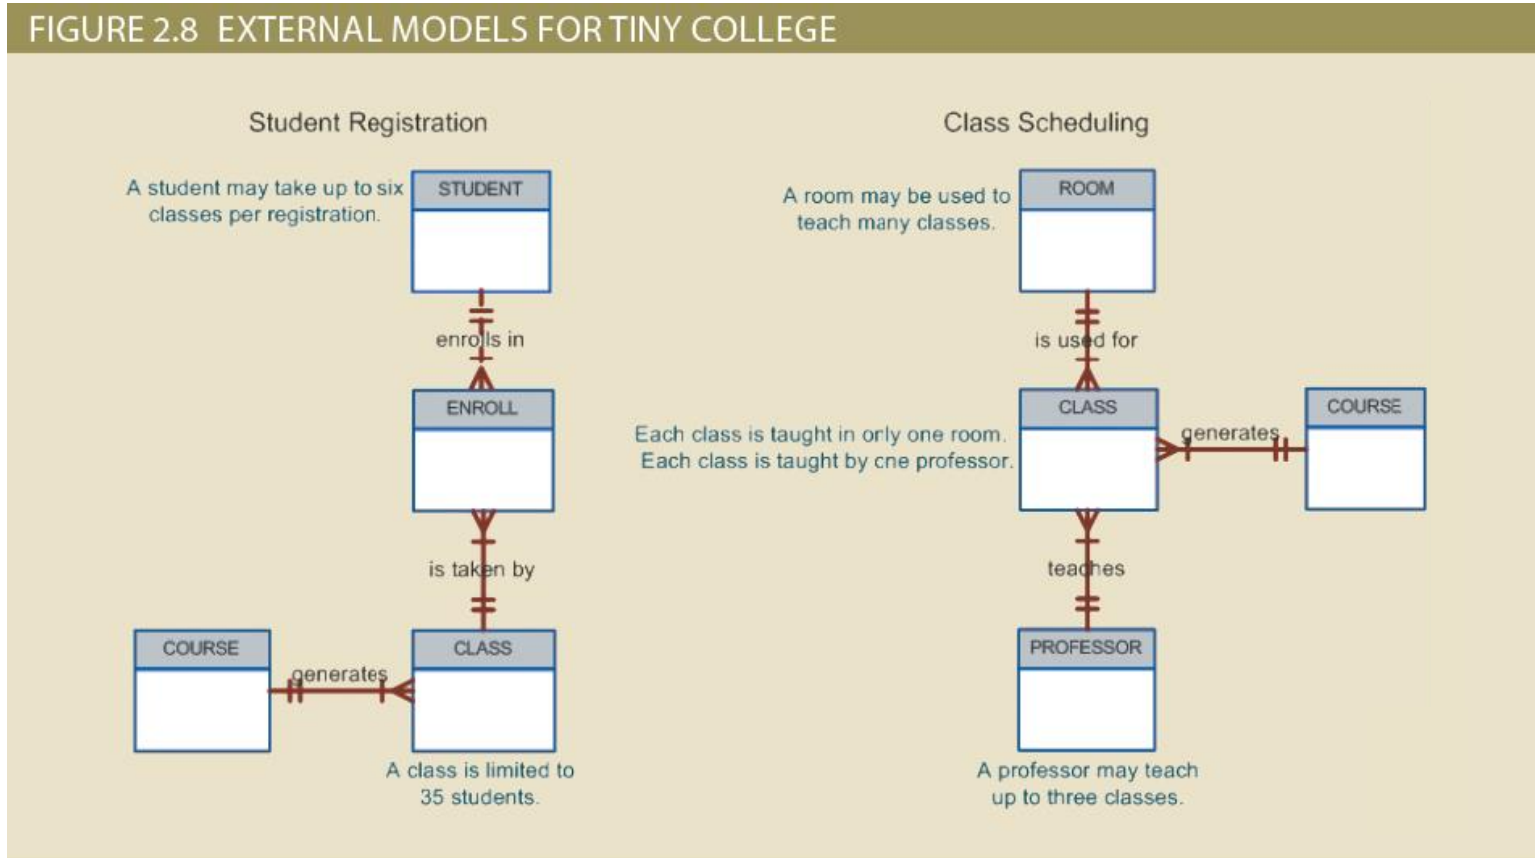 FIGURE 2.8 EXTERNAL MODELS FOR TINY COLLEGE
Student Registration
A student may take up to six
classes per registration.
STUDENT
enrolls in
ENROLL
is taken by
COURSE
generates
CLASS
A class is limited to
35 students.
Class Scheduling
A room may be used to
teach many classes.
ROOM
is used for
CLASS
generates
COURSE
Each class is taught in only one room.
Each class is taught by one professor.
teaches
PROFESSOR
A professor may teach
up to three classes.